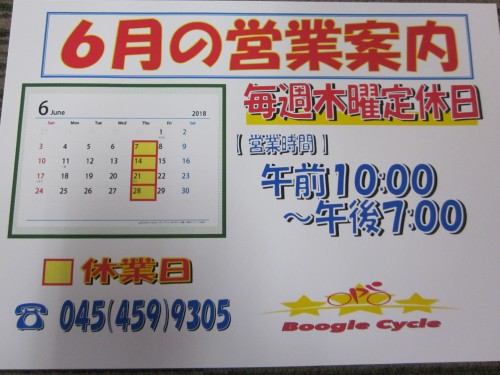 6月の営業案内
毎週木曜定休日
6 June 2018
Sun. Mon. Tue. Wed. Thu. Fri. Sat.
1 2
3 4 5 6 7 8 9
10 11 12 13 14 15 16
17 18 19 20 21 22 23
24 25 26 27 28 29 30
【営業時間】
午前10:00
～午後7:00
休業日
☎ 045(459)9305
Boogie Cycle